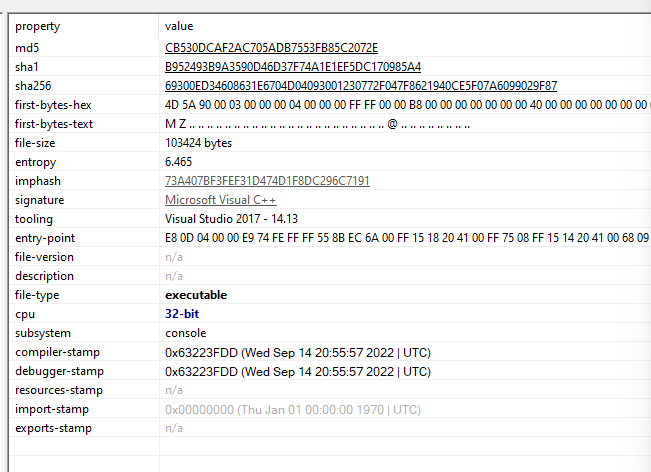 property value
md5 CB530DCAF2AC705ADB7553FB85C2072E
sha1 B952493B9A3590D46D37F74A1E1EF5DC170985A4
sha256 69300ED34608631E6704D04093001230772F047F8621940CE5F07A6099029F87
first-bytes-hex 4D 5A 90 00 03 00 00 00 04 00 00 00 FF FF 00 00 B8 00 00 00 00 00 00 00 40 00 00 00 00 00 00 00
first-bytes-text M Z .. .. .. .. .. .. .. .. .. .. .. .. .. .. .. .. .. .. .. .. .. .. @ .. .. .. .. .. .. ..
file-size 103424 bytes
entropy 6.465
imphash 73A407BF3FEF31D474D1F8DC296C7191
signature Microsoft Visual C++
tooling Visual Studio 2017 - 14.13
entry-point E8 0D 04 00 00 E9 74 FE FF FF 55 8B EC 6A 00 FF 15 18 20 41 00 FF 75 08 FF 15 14 20 41 00 68 09
file-version n/a
description n/a
file-type executable
cpu 32-bit
subsystem console
compiler-stamp 0x63223FDD (Wed Sep 14 20:55:57 2022 | UTC)
debugger-stamp 0x63223FDD (Wed Sep 14 20:55:57 2022 | UTC)
resources-stamp n/a
import-stamp 0x00000000 (Thu Jan 01 00:00:00 1970 | UTC)
exports-stamp n/a